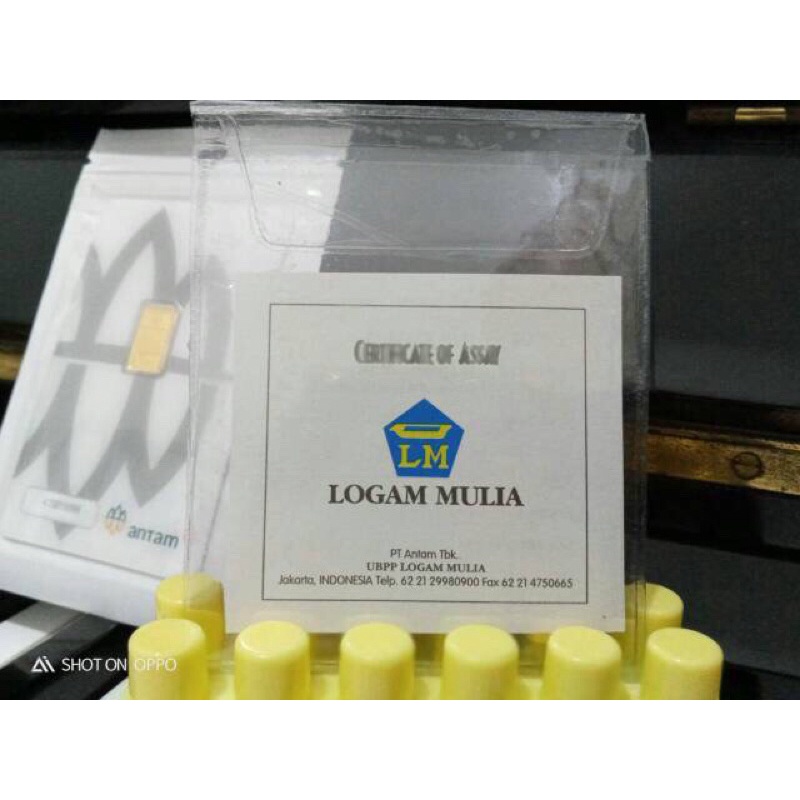 CERTIFICATE OF ASSAY
LM
LOGAM MULIA
PT Antam Tbk.
UBPP LOGAM MULIA
Jakarta, INDONESIA Telp. 62 21 29980900 Fax 62 21 4750665
antam
SHOT ON OPPO